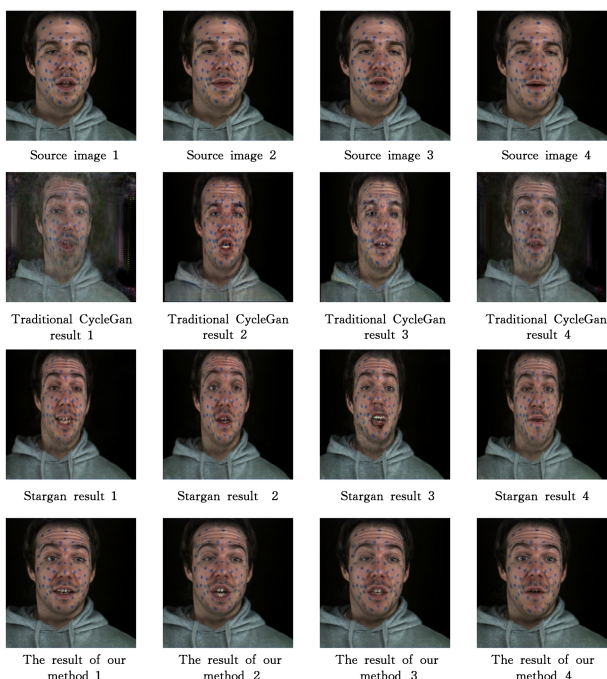 Source image 1
Source image 2
Source image 3
Source image 4
Traditional CycleGan
result 1
Traditional CycleGan
result 2
Traditional CycleGan
result 3
Traditional CycleGan
result 4
Stargan result 1
Stargan result 2
Stargan result 3
Stargan result 4
The result of our
method 1
The result of our
method 2
The result of our
method 3
The result of our
method 4